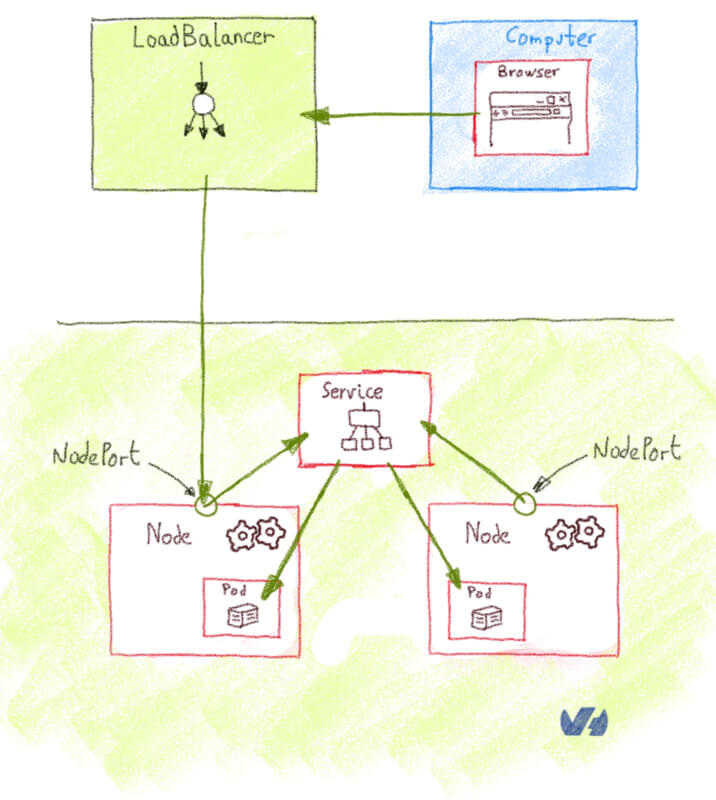 LoadBalancer
Computer
Browser
Service
NodePort
NodePort
Node
Node
Pod
Pod